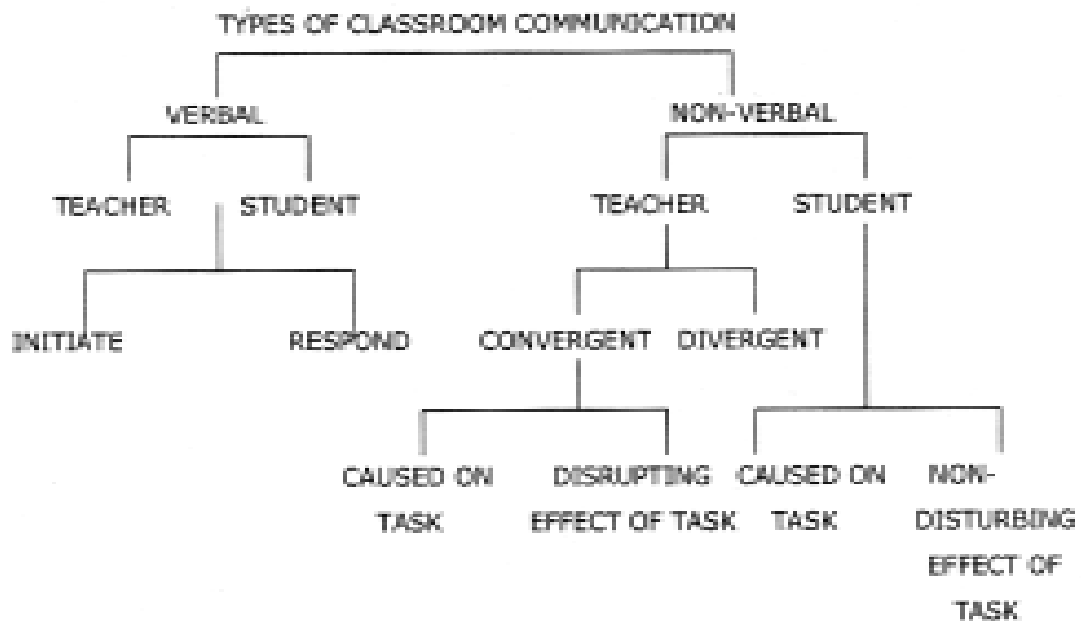 TYPES OF CLASSROOM COMMUNICATION
VERBAL NON-VERBAL
TEACHER STUDENT TEACHER STUDENT
INITIATE RESPOND CONVERGENT DIVERGENT
CAUSED ON DISRUPTING CAUSED ON NON-
TASK EFFECT OF TASK TASK DISTURBING
EFFECT OF
TASK